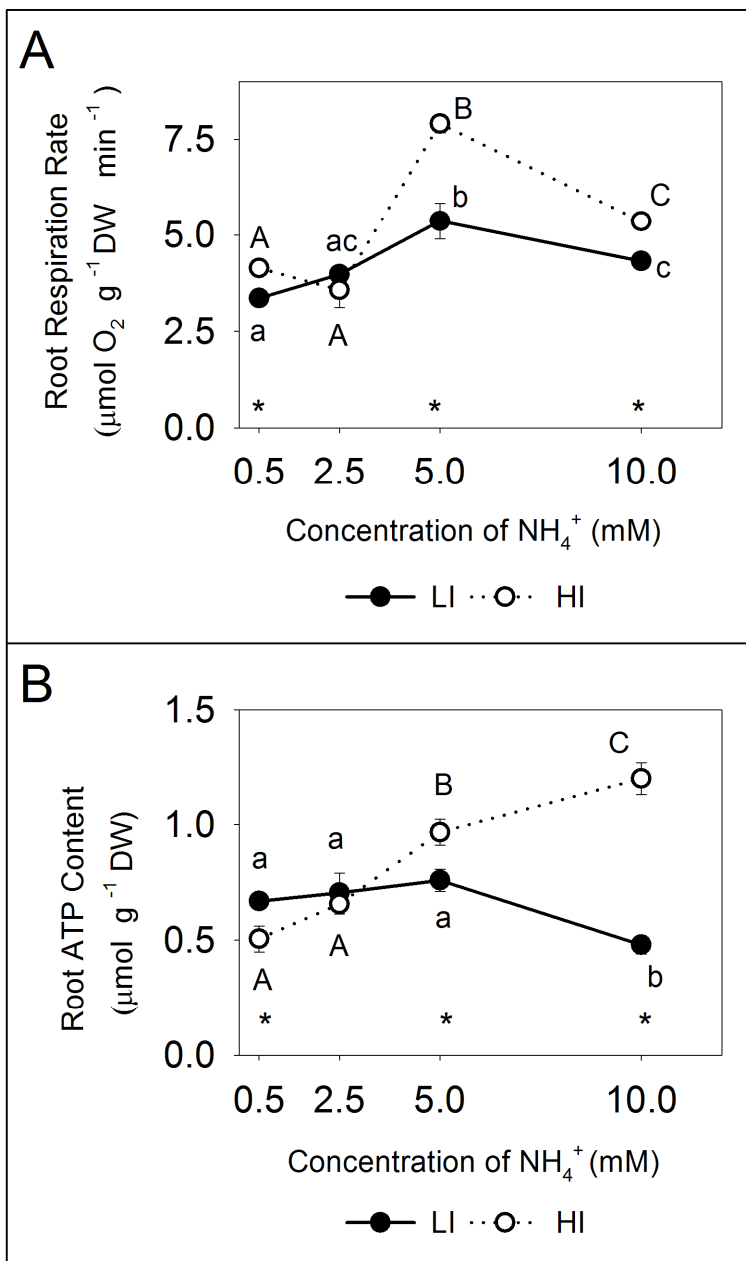 A
Root Respiration Rate
(μmol O₂ g⁻¹ DW min⁻¹)
7.5
5.0
2.5
0.0
A
a
ac
A
B
b
C
c
* * *
0.5 2.5 5.0 10.0
Concentration of NH₄⁺ (mM)
LI HI
B
Root ATP Content
(μmol g⁻¹ DW)
1.5
1.0
0.5
0.0
a
A
a
A
B
a
C
b
* * *
0.5 2.5 5.0 10.0
Concentration of NH₄⁺ (mM)
LI HI